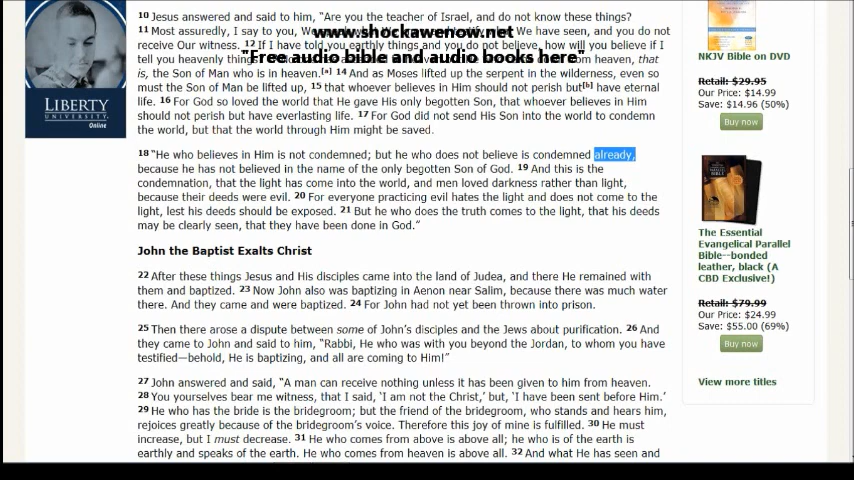 LIBERTY
UNIVERSITY
Online
www.shockawenow.net
"Free audio bible and audio books here"
10 Jesus answered and said to him, “Are you the teacher of Israel, and do not know these things?
11 Most assuredly, I say to you, We have seen, and you do not
receive Our witness. 12 If I have told you earthly things and you do not believe, how will you believe if I
tell you heavenly things heaven, that
is, the Son of Man who is in heaven.[a] 14 And as Moses lifted up the serpent in the wilderness, even so
must the Son of Man be lifted up, 15 that whoever believes in Him should not perish but[b] have eternal
life. 16 For God so loved the world that He gave His only begotten Son, that whoever believes in Him
should not perish but have everlasting life. 17 For God did not send His Son into the world to condemn
the world, but that the world through Him might be saved.
18 “He who believes in Him is not condemned; but he who does not believe is condemned already,
because he has not believed in the name of the only begotten Son of God. 19 And this is the
condemnation, that the light has come into the world, and men loved darkness rather than light,
because their deeds were evil. 20 For everyone practicing evil hates the light and does not come to the
light, lest his deeds should be exposed. 21 But he who does the truth comes to the light, that his deeds
may be clearly seen, that they have been done in God.”
John the Baptist Exalts Christ
22 After these things Jesus and His disciples came into the land of Judea, and there He remained with
them and baptized. 23 Now John also was baptizing in Aenon near Salim, because there was much water
there. And they came and were baptized. 24 For John had not yet been thrown into prison.
25 Then there arose a dispute between some of John’s disciples and the Jews about purification. 26 And
they came to John and said to him, “Rabbi, He who was with you beyond the Jordan, to whom you have
testified—behold, He is baptizing, and all are coming to Him!”
27 John answered and said, “A man can receive nothing unless it has been given to him from heaven.
28 You yourselves bear me witness, that I said, ‘I am not the Christ,’ but, ‘I have been sent before Him.’
29 He who has the bride is the bridegroom; but the friend of the bridegroom, who stands and hears him,
rejoices greatly because of the bridegroom’s voice. Therefore this joy of mine is fulfilled. 30 He must
increase, but I must decrease. 31 He who comes from above is above all; he who is of the earth is
earthly and speaks of the earth. He who comes from heaven is above all. 32 And what He has seen and
NKJV Bible on DVD
Retail: $29.95
Our Price: $14.99
Save: $14.96 (50%)
Buy now
The Essential
Evangelical Parallel
Bible--bonded
leather, black (A
CBD Exclusive!)
Retail: $79.99
Our Price: $24.99
Save: $55.00 (69%)
Buy now
View more titles